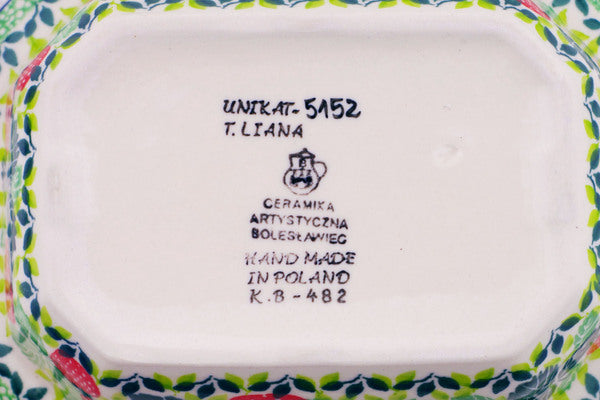 UNIKAT-5152
T. LIANA
B
CERAMIKA
ARTYSTYCZNA
BOLESŁAWIEC
HAND MADE
IN POLAND
K.B-482